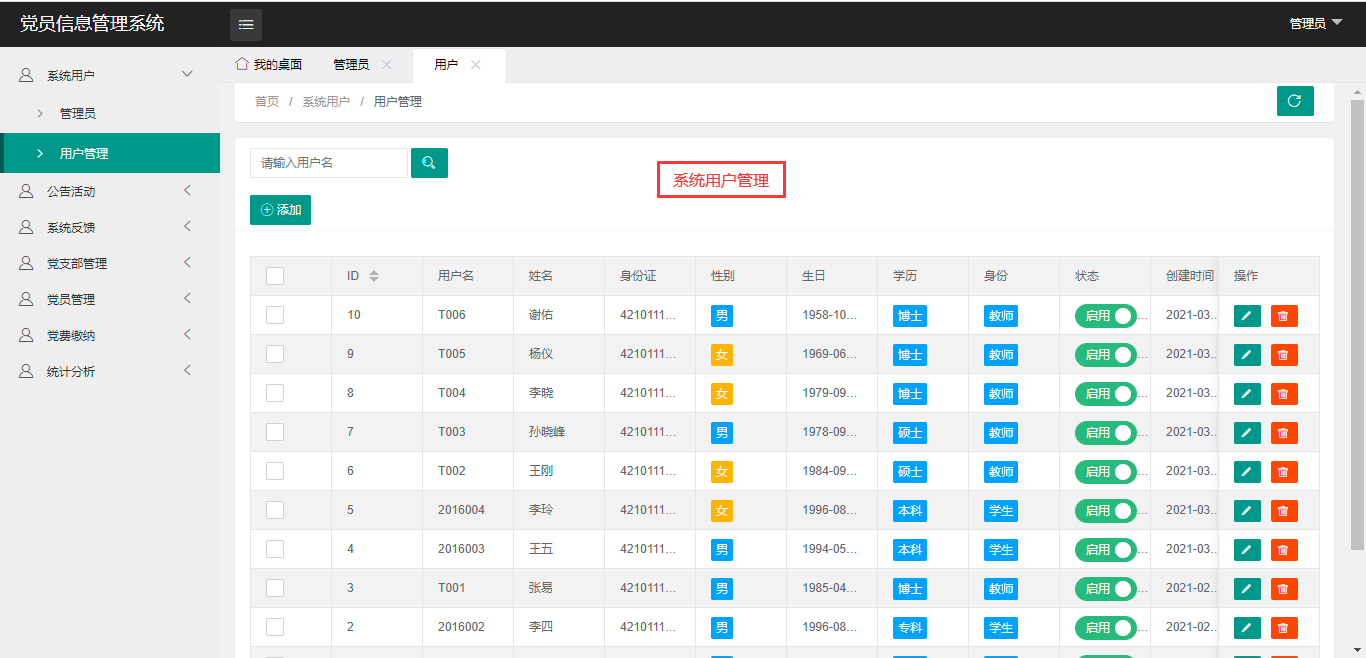 党员信息管理系统
管理员
系统用户
管理员
用户管理
公告活动
系统反馈
党支部管理
党员管理
党费缴纳
统计分析
我的桌面 管理员 用户
首页 / 系统用户 / 用户管理
请输入用户名
系统用户管理
添加
ID 用户名 姓名 身份证 性别 生日 学历 身份 状态 创建时间 操作
10 T006 谢佑 4210111... 男 1958-10... 博士 教师 启用 ... 2021-03...
9 T005 杨仪 4210111... 女 1969-06... 博士 教师 启用 ... 2021-03...
8 T004 李晓 4210111... 女 1979-09... 博士 教师 启用 ... 2021-03...
7 T003 孙晓峰 4210111... 男 1978-09... 硕士 教师 启用 ... 2021-03...
6 T002 王刚 4210111... 女 1984-09... 硕士 教师 启用 ... 2021-03...
5 2016004 李玲 4210111... 女 1996-08... 本科 学生 启用 ... 2021-03...
4 2016003 王五 4210111... 男 1994-05... 本科 学生 启用 ... 2021-03...
3 T001 张易 4210111... 男 1985-04... 博士 教师 启用 ... 2021-02...
2 2016002 李四 4210111... 男 1996-08... 专科 学生 启用 ... 2021-02...